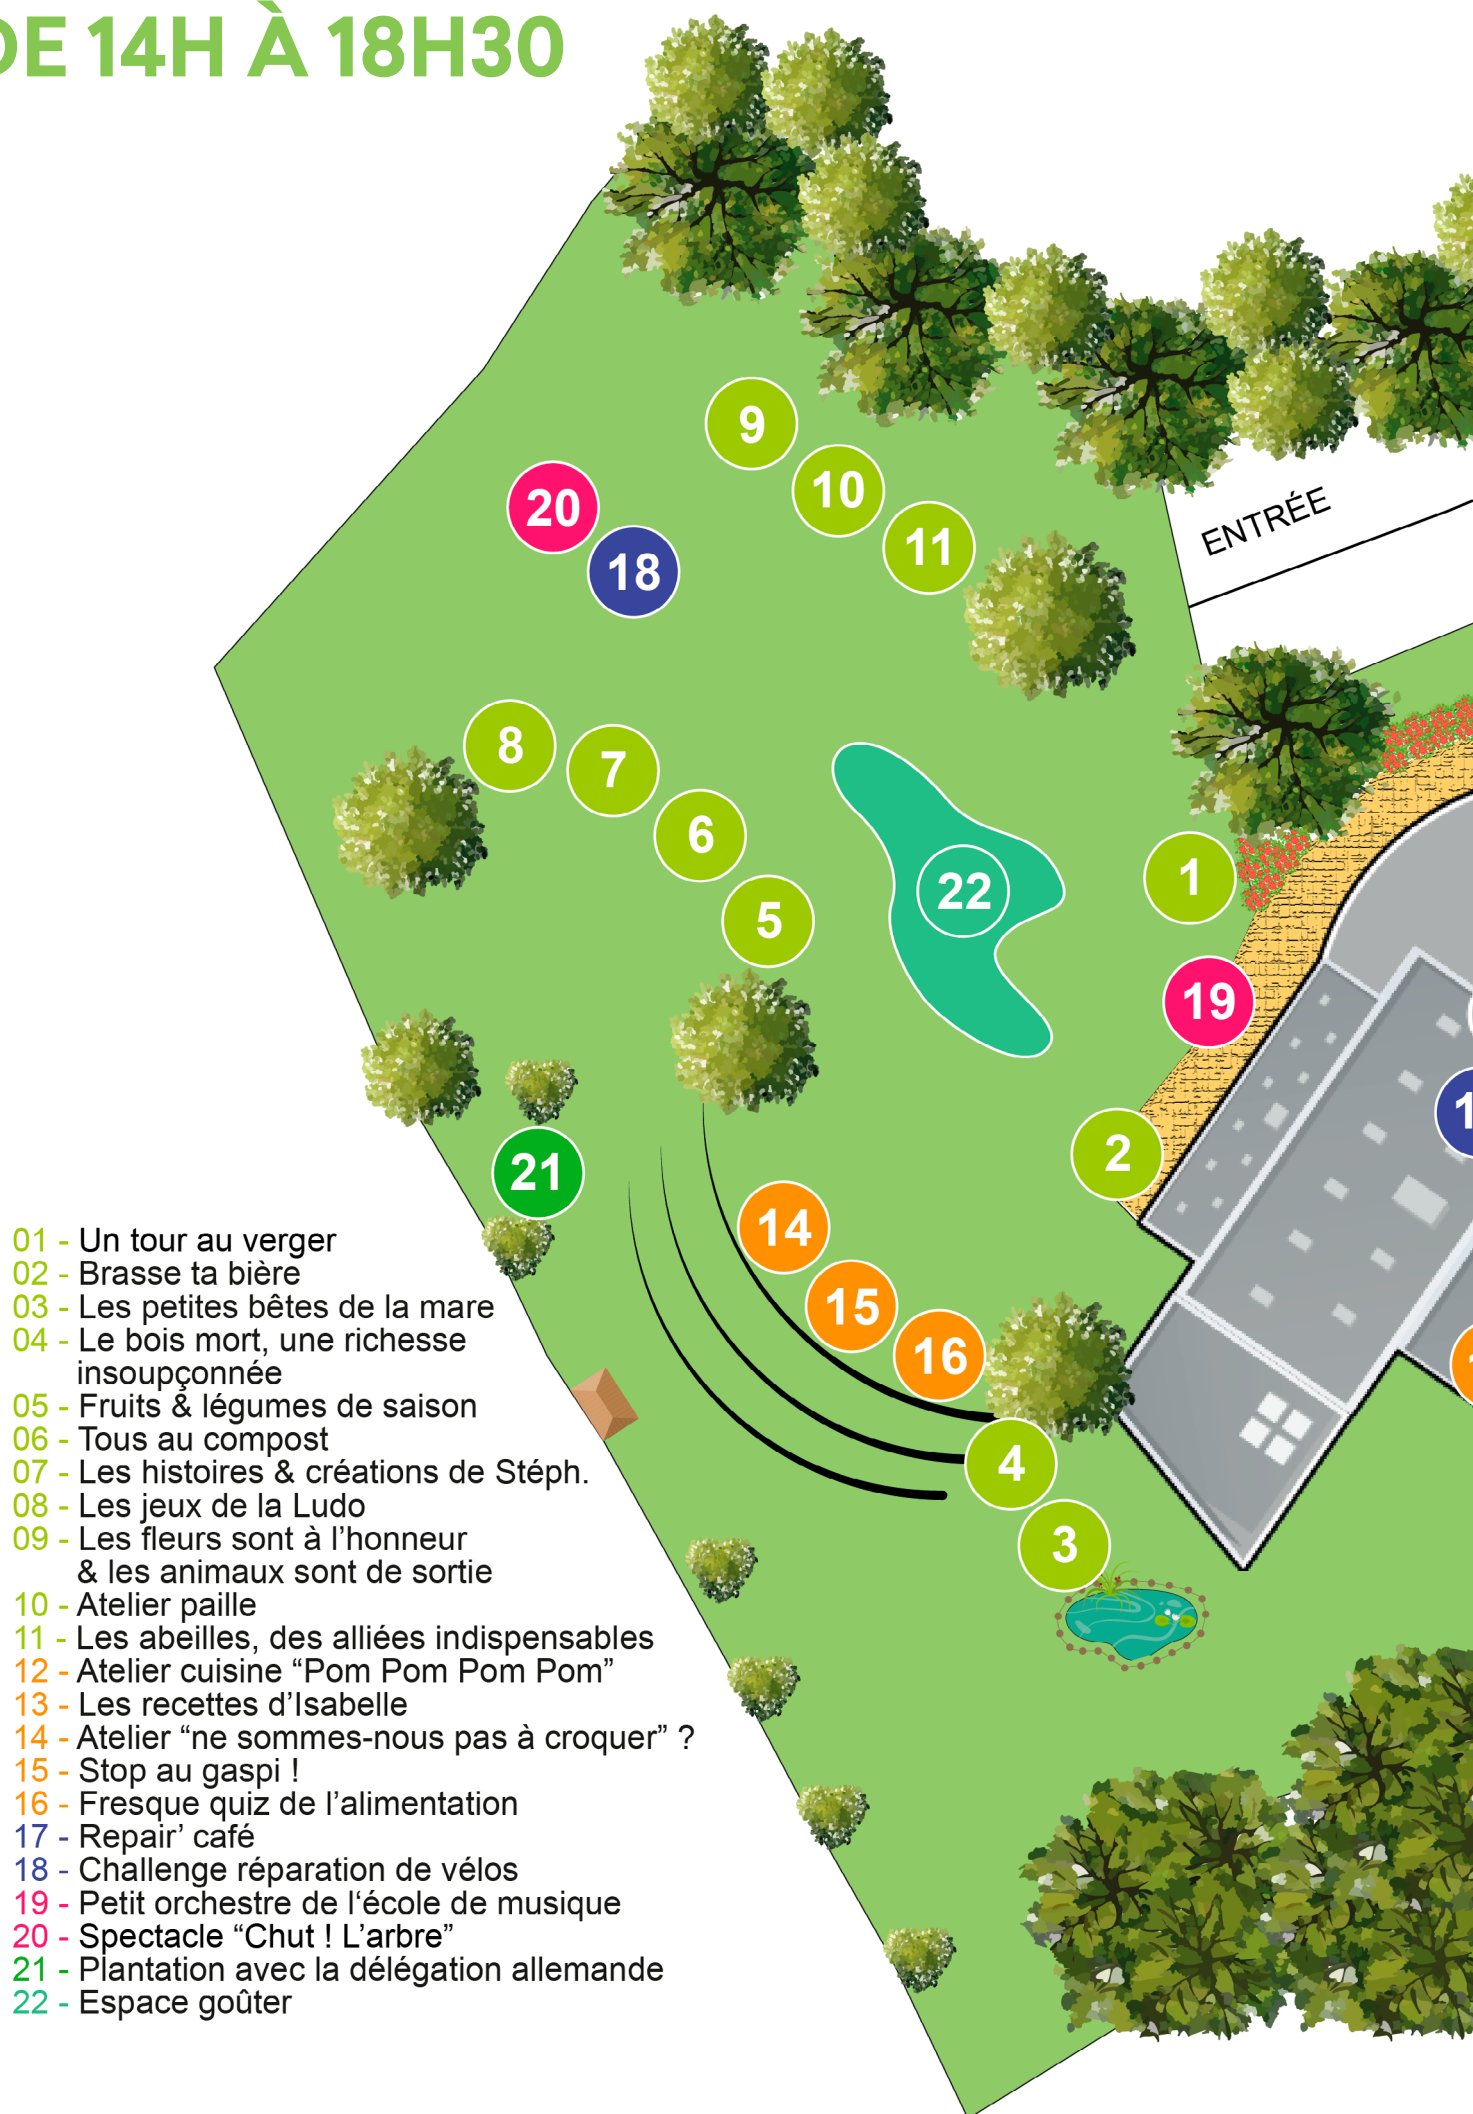 DE 14H À 18H30
ENTRÉE
9
10
11
20
18
8
7
6
5
22
1
19
2
21
14
15
16
4
3
01 - Un tour au verger
02 - Brasse ta bière
03 - Les petites bêtes de la mare
04 - Le bois mort, une richesse
insoupçonnée
05 - Fruits & légumes de saison
06 - Tous au compost
07 - Les histoires & créations de Stéph.
08 - Les jeux de la Ludo
09 - Les fleurs sont à l’honneur
& les animaux sont de sortie
10 - Atelier paille
11 - Les abeilles, des alliées indispensables
12 - Atelier cuisine “Pom Pom Pom Pom”
13 - Les recettes d’Isabelle
14 - Atelier “ne sommes-nous pas à croquer” ?
15 - Stop au gaspi !
16 - Fresque quiz de l’alimentation
17 - Repair’ café
18 - Challenge réparation de vélos
19 - Petit orchestre de l‘école de musique
20 - Spectacle “Chut ! L’arbre”
21 - Plantation avec la délégation allemande
22 - Espace goûter